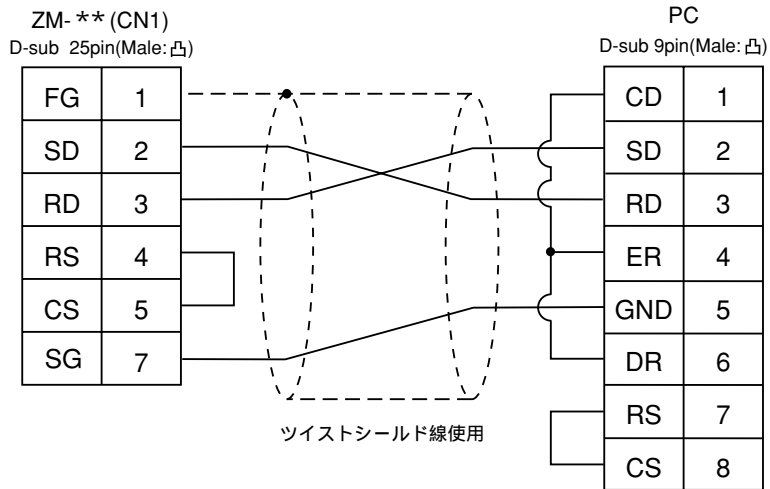 ZM-**(CN1)
D-sub 25pin(Male:凸)
FG 1
SD 2
RD 3
RS 4
CS 5
SG 7
ツイストシールド線使用
PC
D-sub 9pin(Male:凸)
CD 1
SD 2
RD 3
ER 4
GND 5
DR 6
RS 7
CS 8